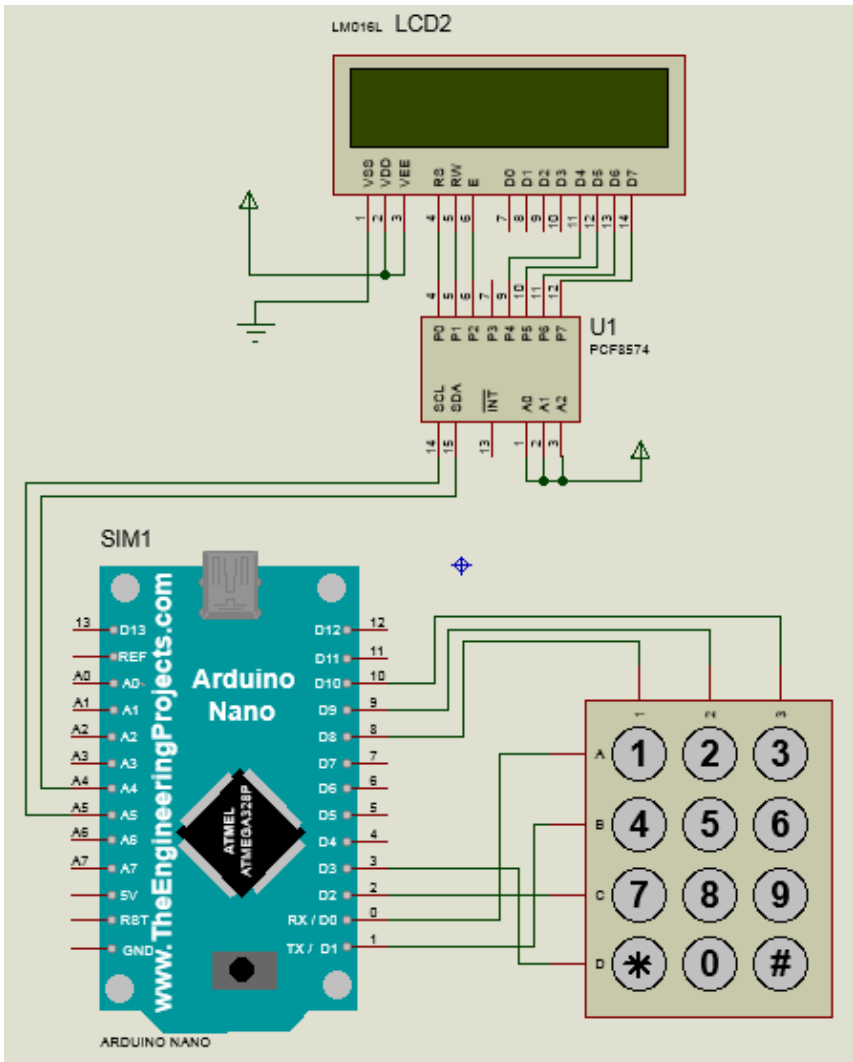 LM016L LCD2
VSS VDD VEE RS RW E D0 D1 D2 D3 D4 D5 D6 D7
1 2 3 4 5 6 7 8 9 10 11 12 13 14
4 5 6 7 9 10 11 12
P0 P1 P2 P3 P4 P5 P6 P7
U1
PCF8574
SCL SDA INT A0 A1 A2
14 15 13 1 2 3
SIM1
www.TheEngineeringProjects.com
13 D13 D12 12
REF D11 11
A0 A0 D10 10
Arduino
Nano
A1 A1 D9 9
A2 A2 D8 8
A3 A3 D7 7
A4 A4 D6 6
A5 A5 D5 5
A6 A6 D4 4
A7 A7 D3 3
5V D2 2
RST RX / D0 0
GND TX / D1 1
ATMEL
ATMEGA328P
ARDUINO NANO
1 2 3
A 1 2 3
B 4 5 6
C 7 8 9
D * 0 #